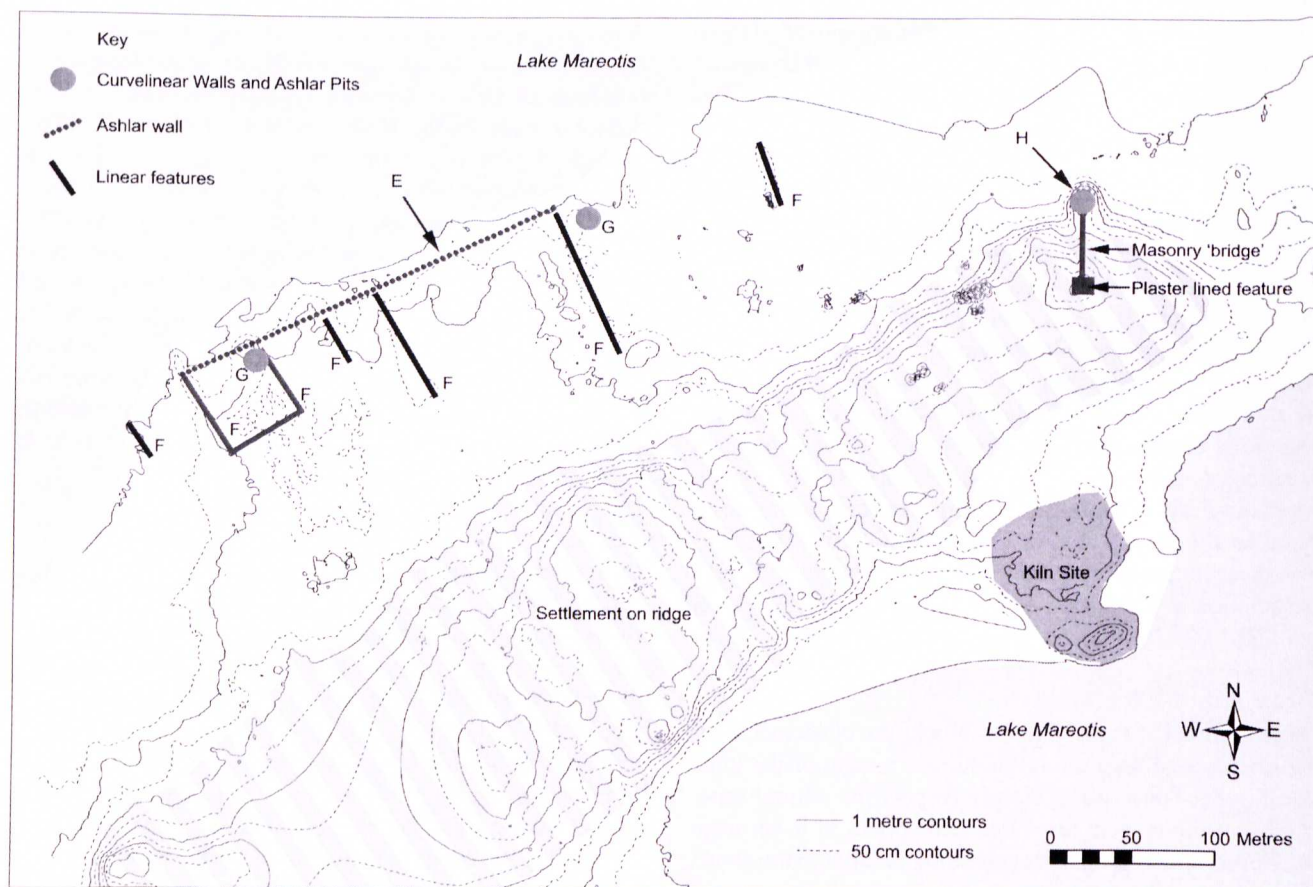 Key
Curvelinear Walls and Ashlar Pits
Ashlar wall
Linear features
Lake Mareotis
E
H
F
G
Masonry 'bridge'
Plaster lined feature
F
F
F
G
F
F
F
Kiln Site
Settlement on ridge
N
W E
S
Lake Mareotis
1 metre contours
50 cm contours
0 50 100 Metres